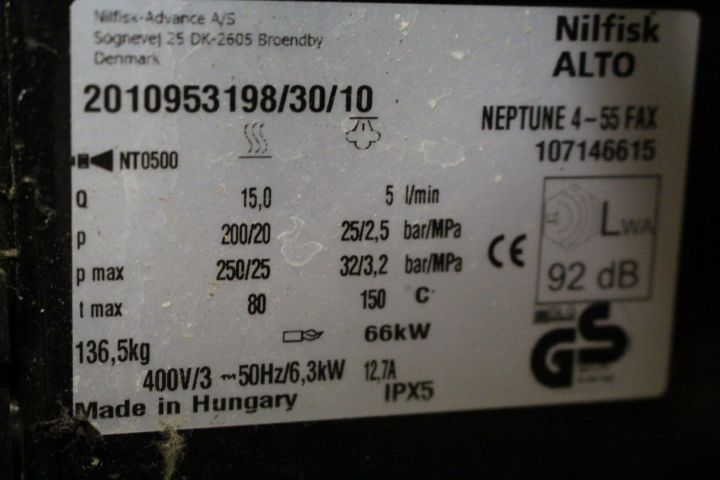 Nilfisk-Advance A/S
Sognevej 25 DK-2605 Broendby
Denmark
Nilfisk
ALTO
2010953198/30/10
NEPTUNE 4-55 FAX
107146615
NT0500
Q 15,0 5 l/min
p 200/20 25/2,5 bar/MPa
p max 250/25 32/3,2 bar/MPa
t max 80 150 C
CE
LWA
92 dB
136,5kg 66kW
400V/3 ~50Hz/6,3kW 12,7A
Made in Hungary IPX5
GS